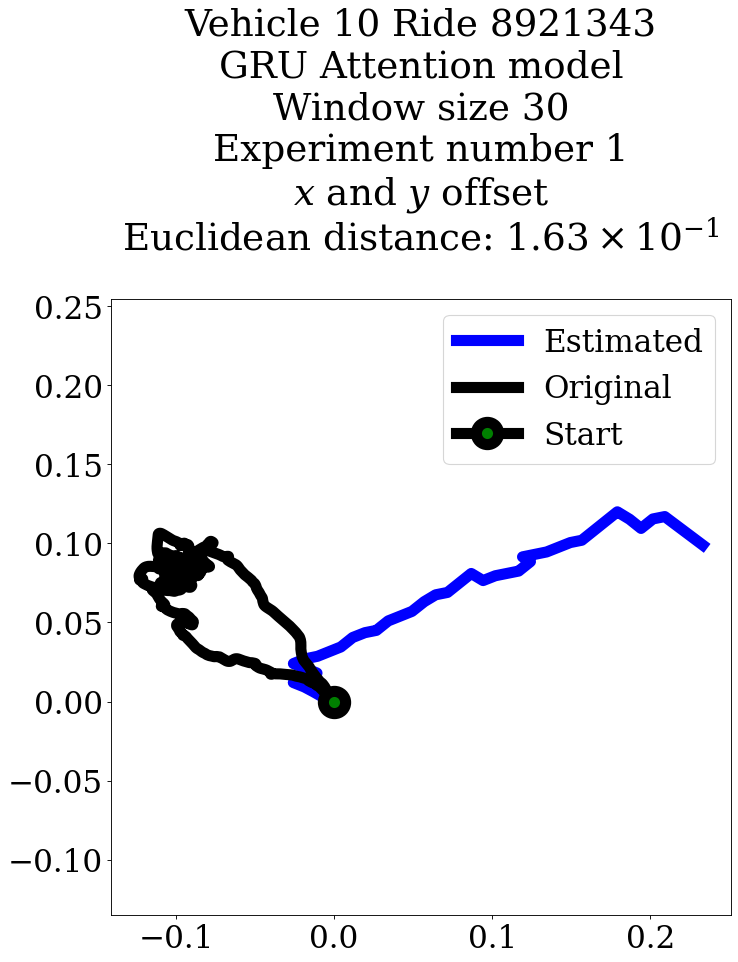 Vehicle 10 Ride 8921343
GRU Attention model
Window size 30
Experiment number 1
x and y offset
Euclidean distance: 1.63 × 10⁻¹
Estimated
Original
Start
0.25
0.20
0.15
0.10
0.05
0.00
−0.05
−0.10
−0.1 0.0 0.1 0.2